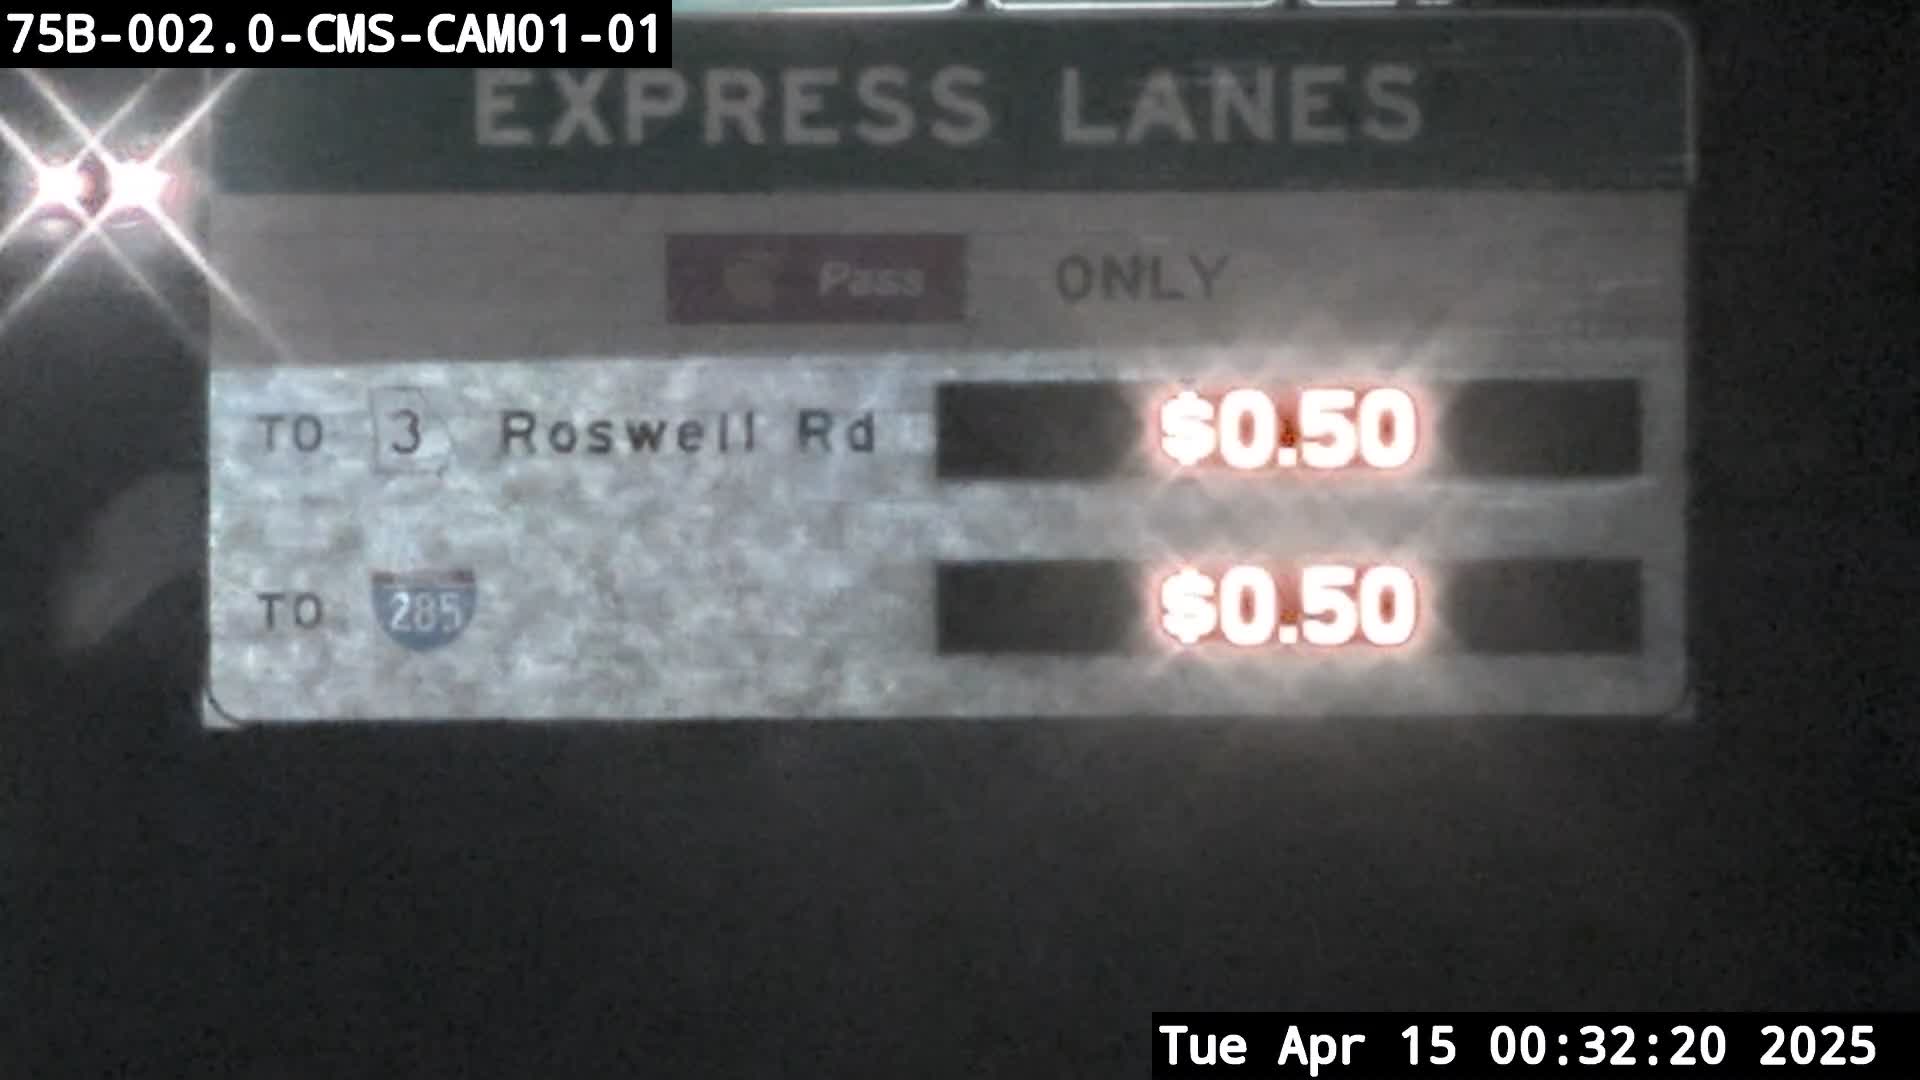 75B-002.0-CMS-CAM01-01
EXPRESS LANES
Pass ONLY
TO 3 Roswell Rd $0.50
TO 285 $0.50
Tue Apr 15 00:32:20 2025